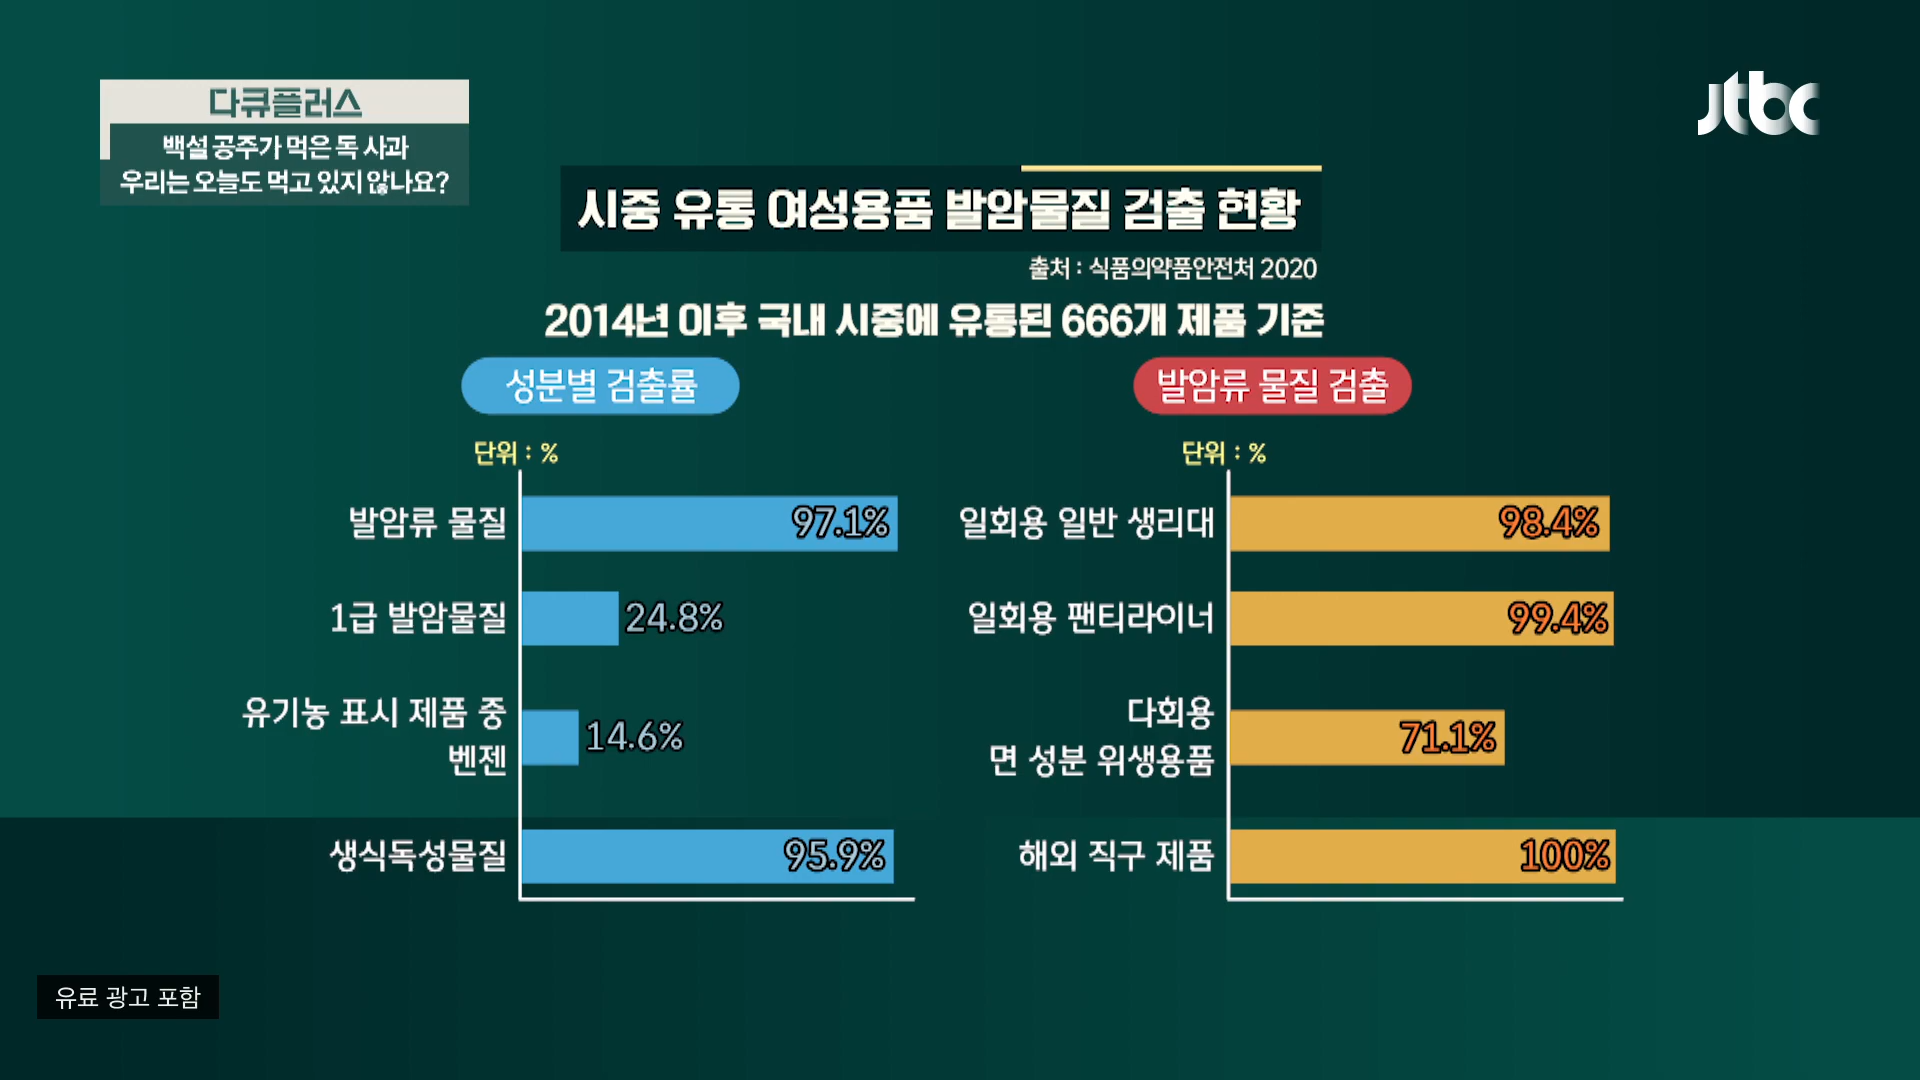 다큐플러스
백설 공주가 먹은 독 사과
우리는 오늘도 먹고 있지 않나요?
jtbc
시중 유통 여성용품 발암물질 검출 현황
출처 : 식품의약품안전처 2020
2014년 이후 국내 시중에 유통된 666개 제품 기준
성분별 검출률
단위 : %
발암류 물질 97.1%
1급 발암물질 24.8%
유기농 표시 제품 중
벤젠 14.6%
생식독성물질 95.9%
발암류 물질 검출
단위 : %
일회용 일반 생리대 98.4%
일회용 팬티라이너 99.4%
다회용
면 성분 위생용품 71.1%
해외 직구 제품 100%
유료 광고 포함